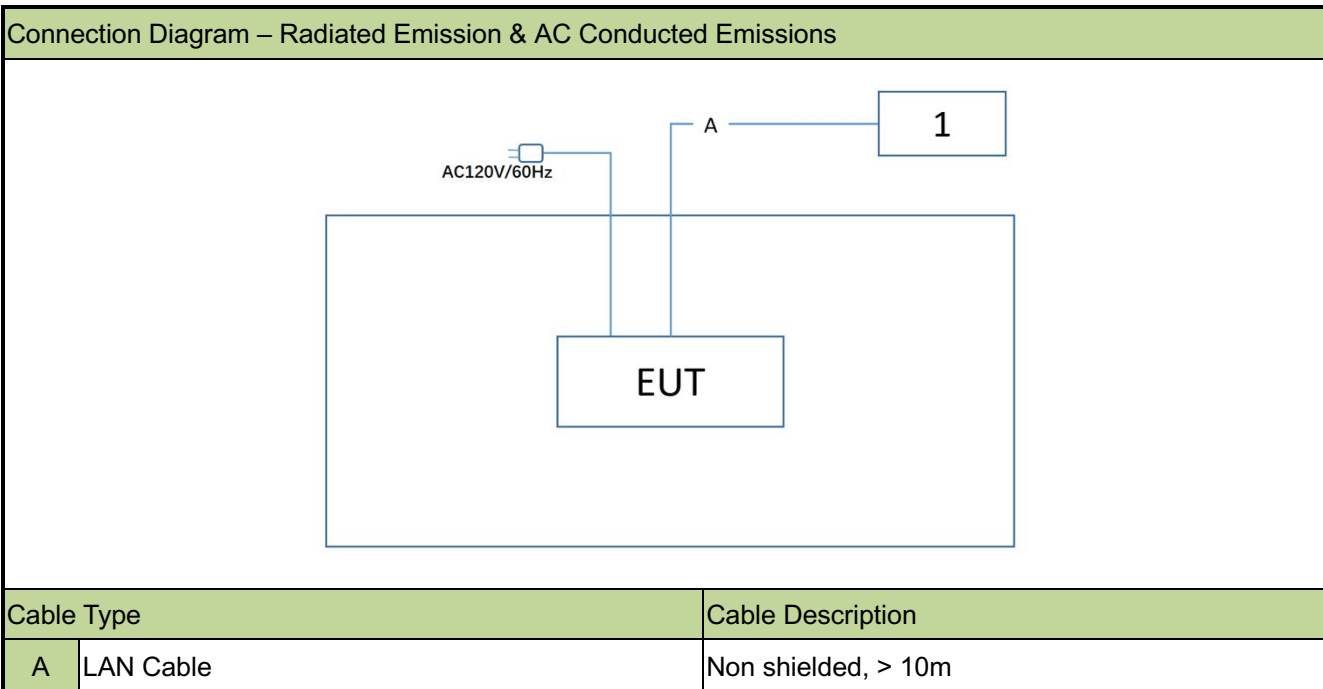 Connection Diagram – Radiated Emission & AC Conducted Emissions
A
1
AC120V/60Hz
EUT
Cable Type Cable Description
A LAN Cable Non shielded, > 10m